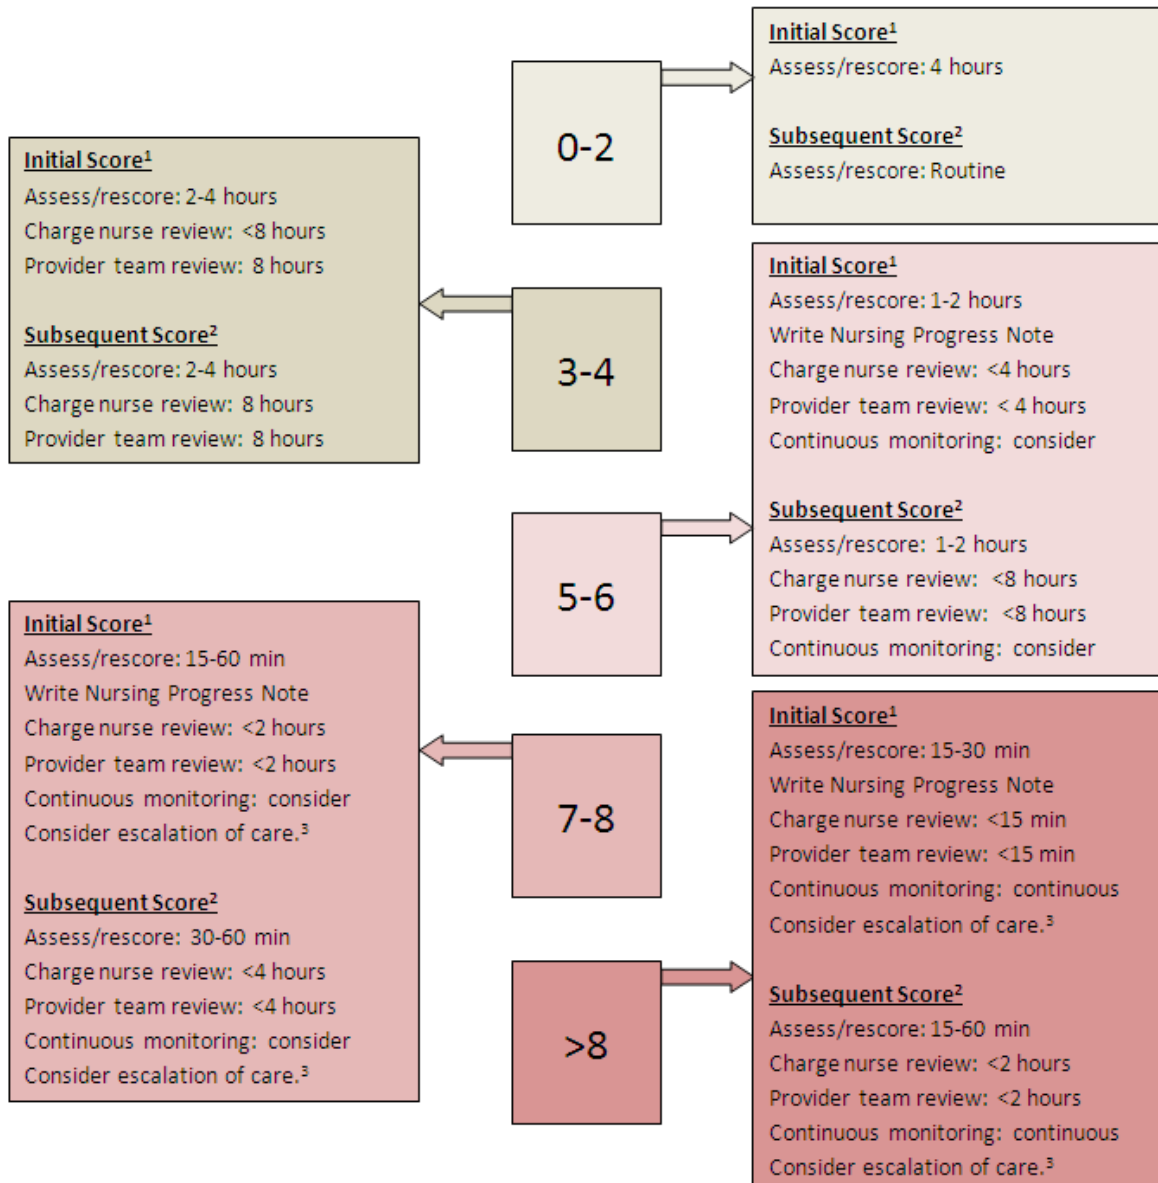 0-2
Initial Score¹
Assess/rescore: 4 hours
Subsequent Score²
Assess/rescore: Routine
3-4
Initial Score¹
Assess/rescore: 2-4 hours
Charge nurse review: <8 hours
Provider team review: 8 hours
Subsequent Score²
Assess/rescore: 2-4 hours
Charge nurse review: 8 hours
Provider team review: 8 hours
5-6
Initial Score¹
Assess/rescore: 1-2 hours
Write Nursing Progress Note
Charge nurse review: <4 hours
Provider team review: < 4 hours
Continuous monitoring: consider
Subsequent Score²
Assess/rescore: 1-2 hours
Charge nurse review: <8 hours
Provider team review: <8 hours
Continuous monitoring: consider
7-8
Initial Score¹
Assess/rescore: 15-60 min
Write Nursing Progress Note
Charge nurse review: <2 hours
Provider team review: <2 hours
Continuous monitoring: consider
Consider escalation of care.³
Subsequent Score²
Assess/rescore: 30-60 min
Charge nurse review: <4 hours
Provider team review: <4 hours
Continuous monitoring: consider
Consider escalation of care.³
>8
Initial Score¹
Assess/rescore: 15-30 min
Write Nursing Progress Note
Charge nurse review: <15 min
Provider team review: <15 min
Continuous monitoring: continuous
Consider escalation of care.³
Subsequent Score²
Assess/rescore: 15-60 min
Charge nurse review: <2 hours
Provider team review: <2 hours
Continuous monitoring: continuous
Consider escalation of care.³